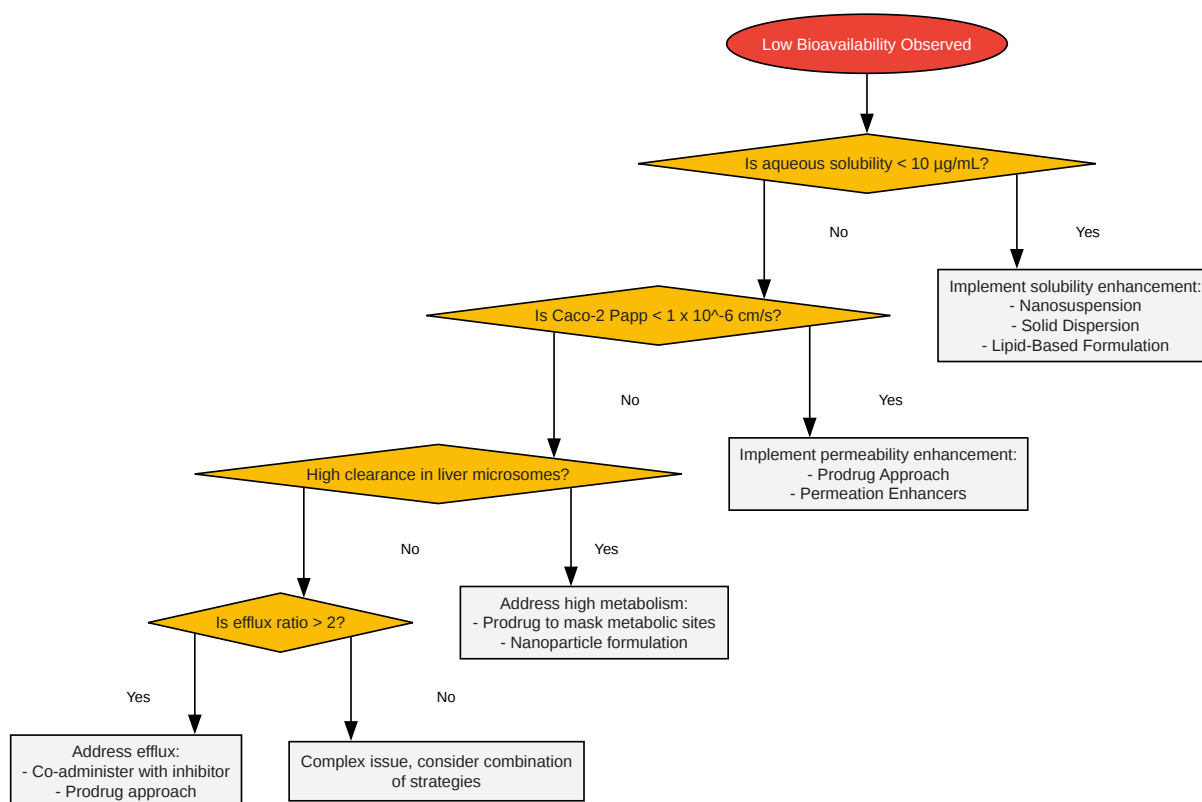 Low Bioavailability Observed
Is aqueous solubility < 10 µg/mL?
No
Yes
Implement solubility enhancement:
- Nanosuspension
- Solid Dispersion
- Lipid-Based Formulation
Is Caco-2 Papp < 1 x 10^-6 cm/s?
No
Yes
Implement permeability enhancement:
- Prodrug Approach
- Permeation Enhancers
High clearance in liver microsomes?
No
Yes
Address high metabolism:
- Prodrug to mask metabolic sites
- Nanoparticle formulation
Is efflux ratio > 2?
Yes
No
Address efflux:
- Co-administer with inhibitor
- Prodrug approach
Complex issue, consider combination
of strategies